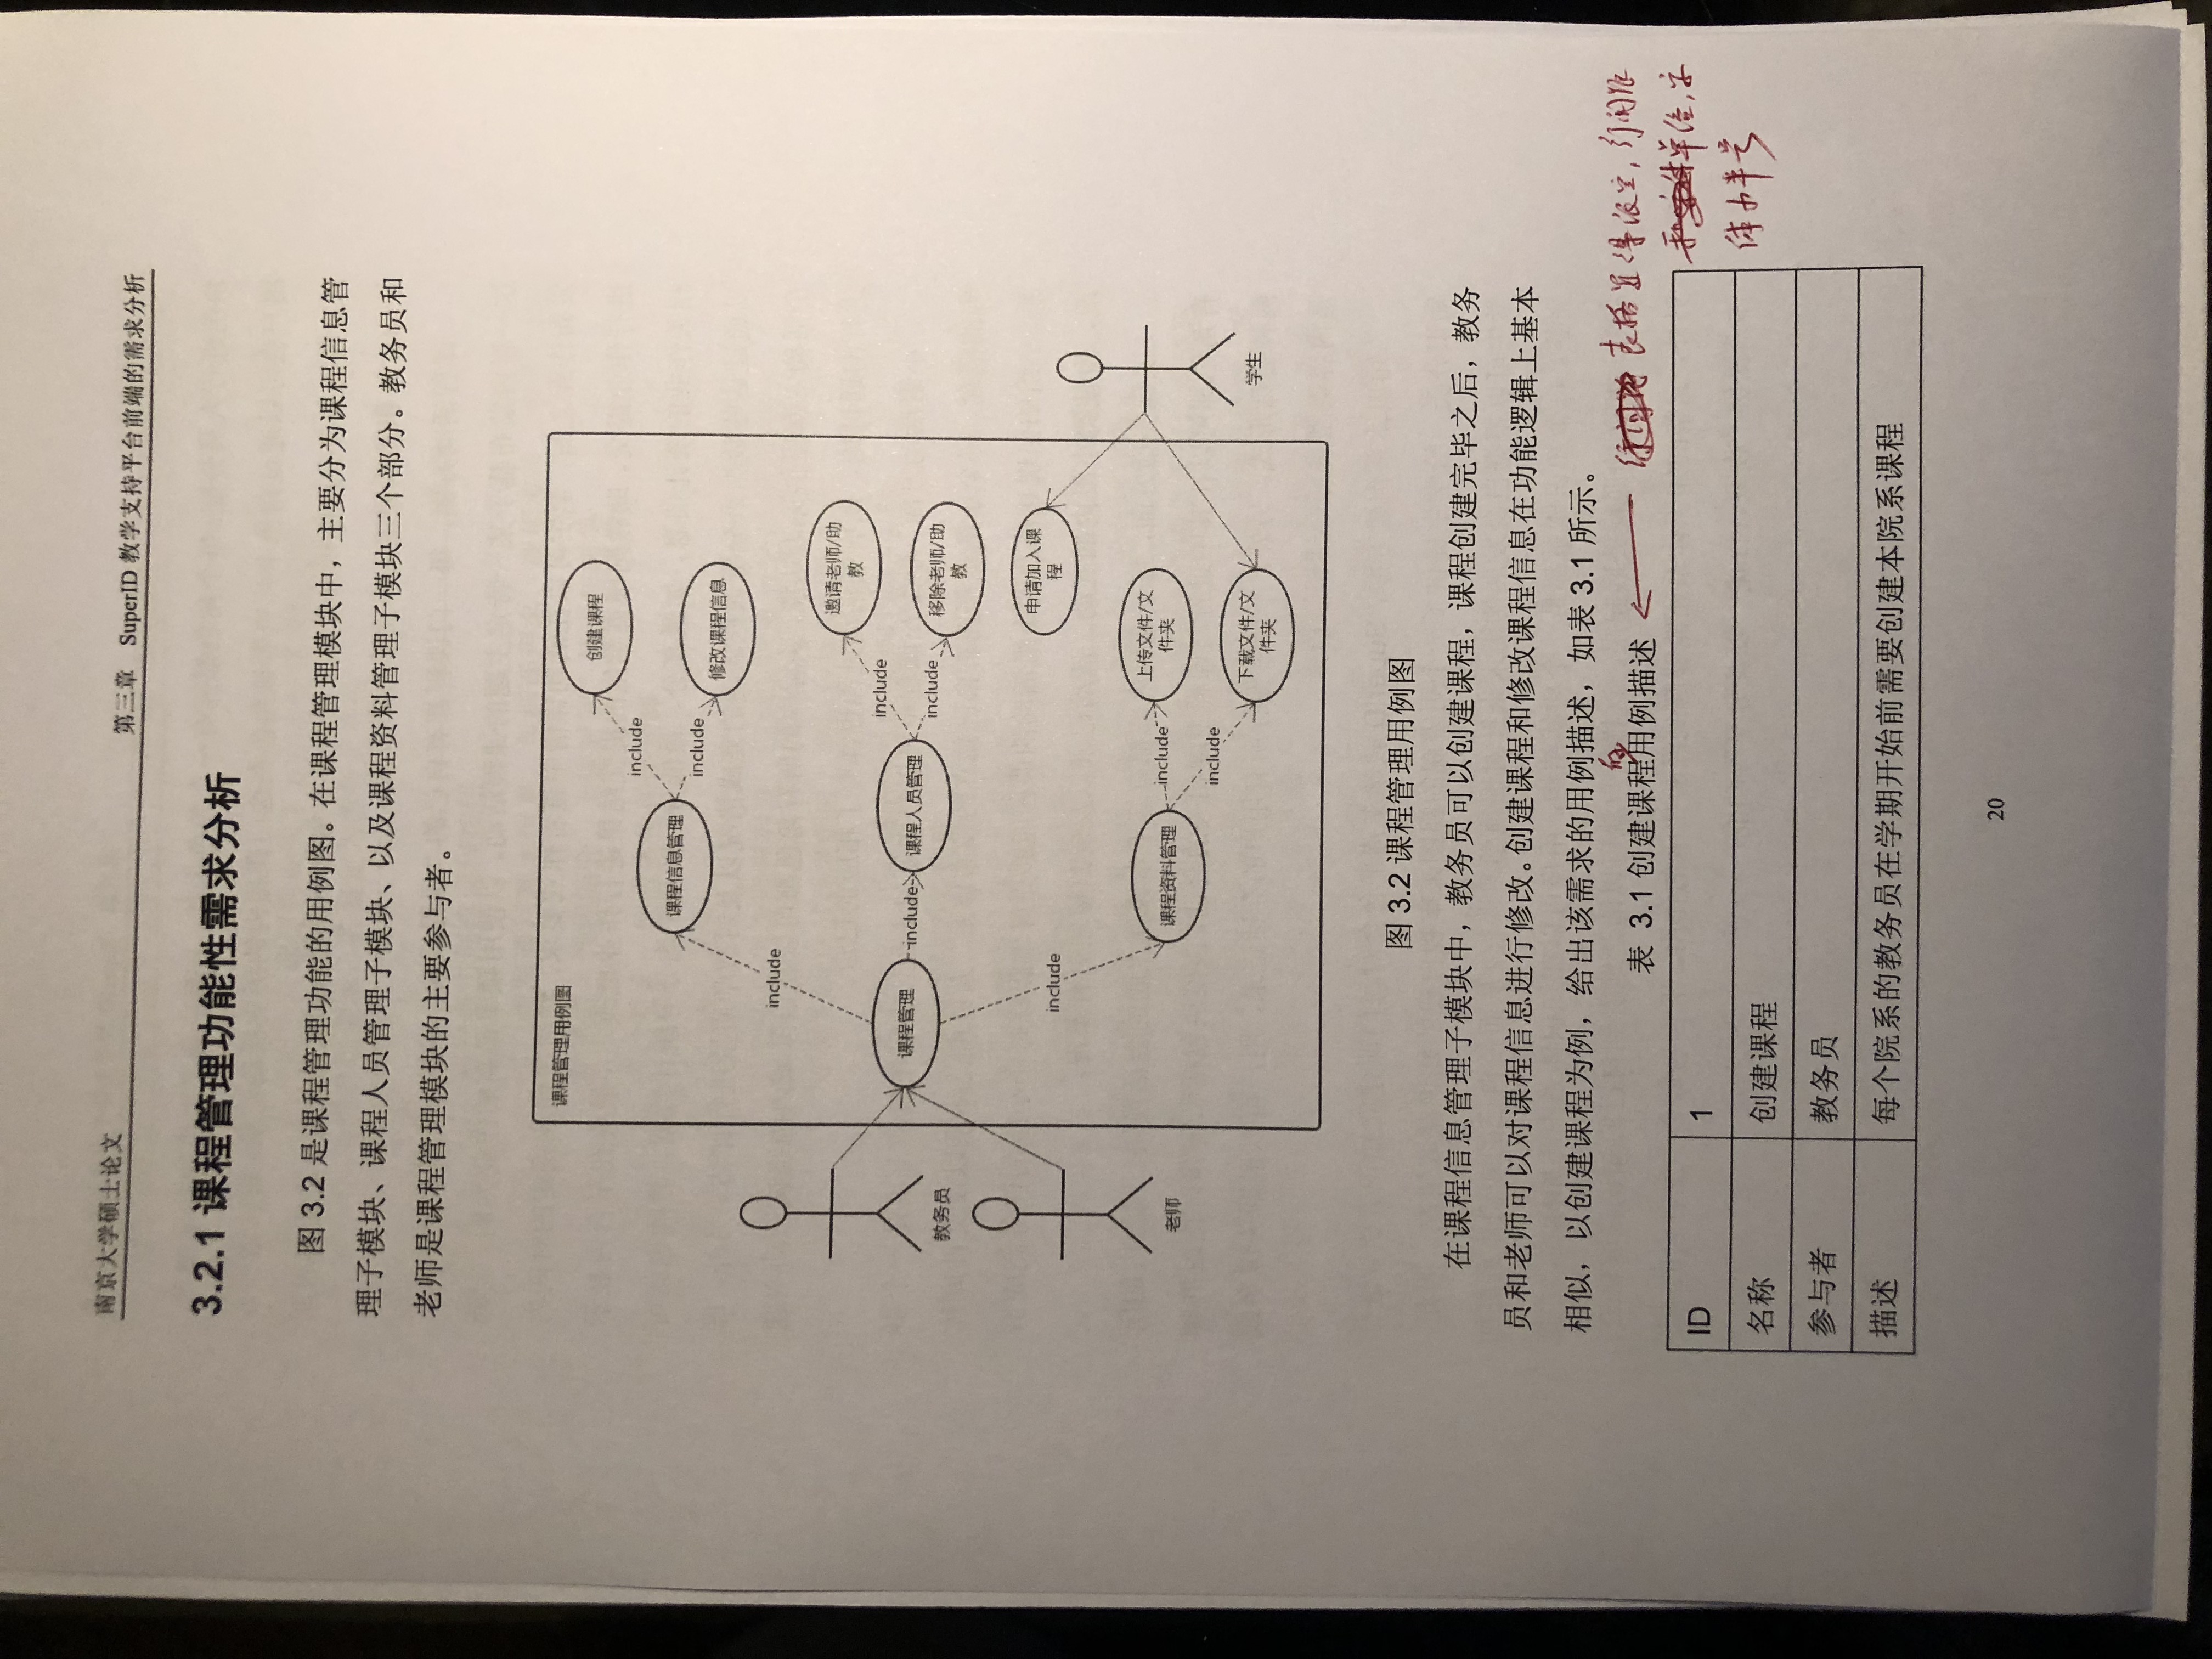 南京大学硕士论文
第三章 SuperID 教学支持平台前端的需求分析
3.2.1 课程管理功能性需求分析
图 3.2 是课程管理功能的用例图。在课程管理模块中，主要分为课程信息管
理子模块、课程人员管理子模块、以及课程资料管理子模块三个部分。教务员和
老师是课程管理模块的主要参与者。
课程管理用例图
创建课程
include
课程信息管理
include
修改课程信息
include
邀请老师/助
教
include
课程管理
include
课程人员管理
include
移除老师/助
教
教务员
申请加入课
程
include
上传文件/文
件夹
课程资料管理
include
老师
include
下载文件/文
件夹
学生
图 3.2 课程管理用例图
在课程信息管理子模块中，教务员可以创建课程，课程创建完毕之后，教务
员和老师可以对课程信息进行修改。创建课程和修改课程信息在功能逻辑上基本
相似，以创建课程为例，给出该需求的用例描述，如表 3.1 所示。
的
表 3.1 创建课程用例描述
表格 行间距
单倍,字
体 半号
ID 1
名称 创建课程
参与者 教务员
描述 每个院系的教务员在学期开始前需要创建本院系课程
20